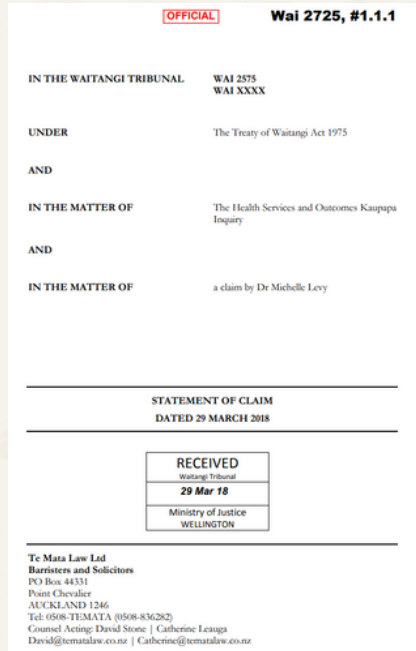 OFFICIAL Wai 2725, #1.1.1
IN THE WAITANGI TRIBUNAL WAI 2575
WAI XXXX
UNDER The Treaty of Waitangi Act 1975
AND
IN THE MATTER OF The Health Services and Outcomes Kaupapa
Inquiry
AND
IN THE MATTER OF a claim by Dr Michelle Levy
STATEMENT OF CLAIM
DATED 29 MARCH 2018
RECEIVED
Waitangi Tribunal
29 Mar 18
Ministry of Justice
WELLINGTON
Te Mata Law Ltd
Barristers and Solicitors
PO Box 44331
Point Chevalier
AUCKLAND 1246
Tel: 0508-TEMATA (0508-836282)
Counsel Acting: David Stone | Catherine Leauga
David@tematalaw.co.nz | Catherine@tematalaw.co.nz